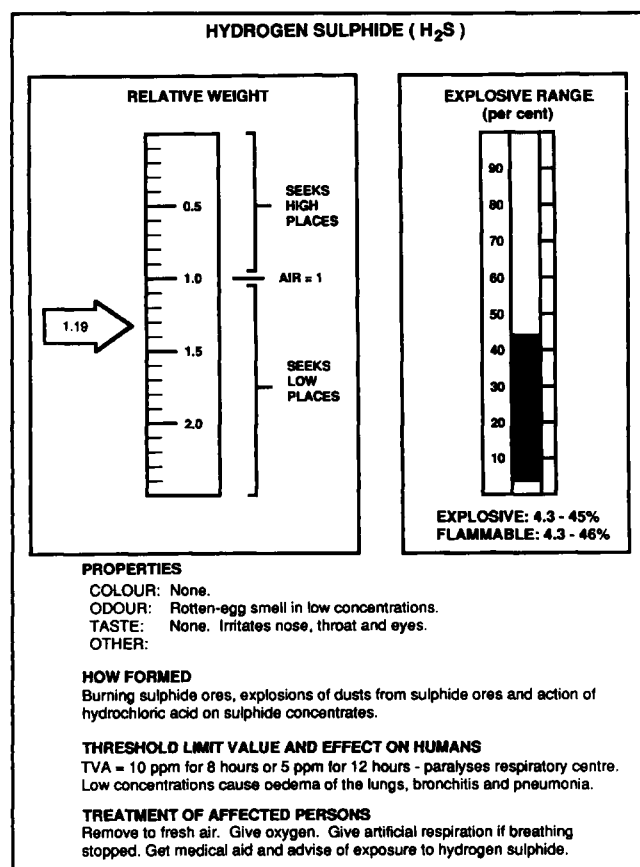 HYDROGEN SULPHIDE ( H₂S )
RELATIVE WEIGHT
0.5
1.0
1.5
2.0
SEEKS
HIGH
PLACES
AIR = 1
SEEKS
LOW
PLACES
1.19
EXPLOSIVE RANGE
(per cent)
90
80
70
60
50
40
30
20
10
EXPLOSIVE: 4.3 - 45%
FLAMMABLE: 4.3 - 46%
PROPERTIES
COLOUR: None.
ODOUR: Rotten-egg smell in low concentrations.
TASTE: None. Irritates nose, throat and eyes.
OTHER:
HOW FORMED
Burning sulphide ores, explosions of dusts from sulphide ores and action of
hydrochloric acid on sulphide concentrates.
THRESHOLD LIMIT VALUE AND EFFECT ON HUMANS
TVA = 10 ppm for 8 hours or 5 ppm for 12 hours - paralyses respiratory centre.
Low concentrations cause oedema of the lungs, bronchitis and pneumonia.
TREATMENT OF AFFECTED PERSONS
Remove to fresh air. Give oxygen. Give artificial respiration if breathing
stopped. Get medical aid and advise of exposure to hydrogen sulphide.